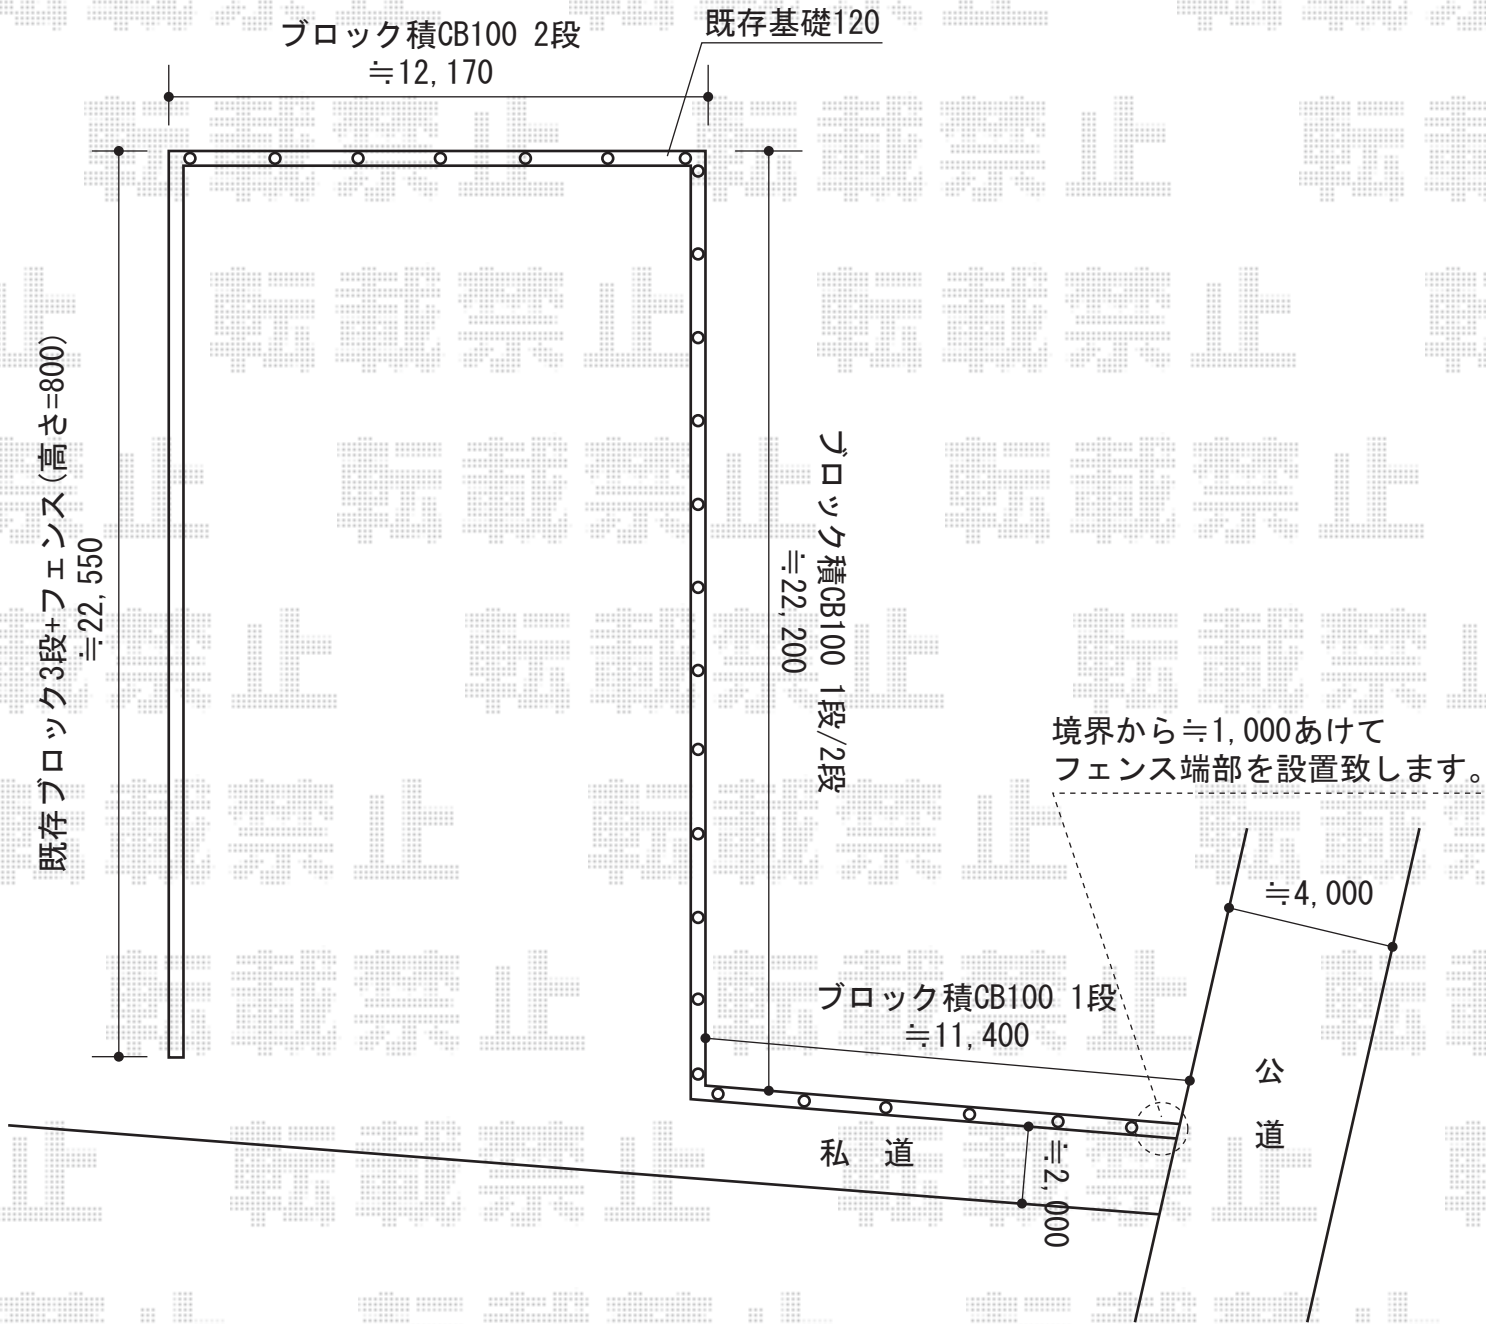 ブロック積CB100 2段
≒12,170
既存基礎120
既存ブロック3段+フェンス(高さ=800)
≒22,550
ブロック積CB100 1段/2段
≒22,200
境界から≒1,000あけて
フェンス端部を設置致します。
≒4,000
ブロック積CB100 1段
≒11,400
公道
私道
≒2,000
転載禁止